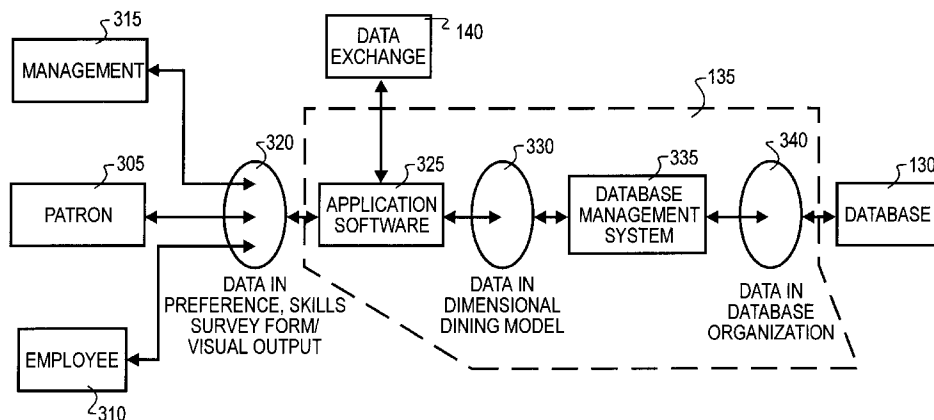 315
MANAGEMENT
DATA
EXCHANGE
140
135
305
PATRON
320
325
APPLICATION
SOFTWARE
330
335
DATABASE
MANAGEMENT
SYSTEM
340
130
DATABASE
DATA IN
PREFERENCE, SKILLS
SURVEY FORM/
VISUAL OUTPUT
DATA IN
DIMENSIONAL
DINING MODEL
DATA IN
DATABASE
ORGANIZATION
EMPLOYEE
310